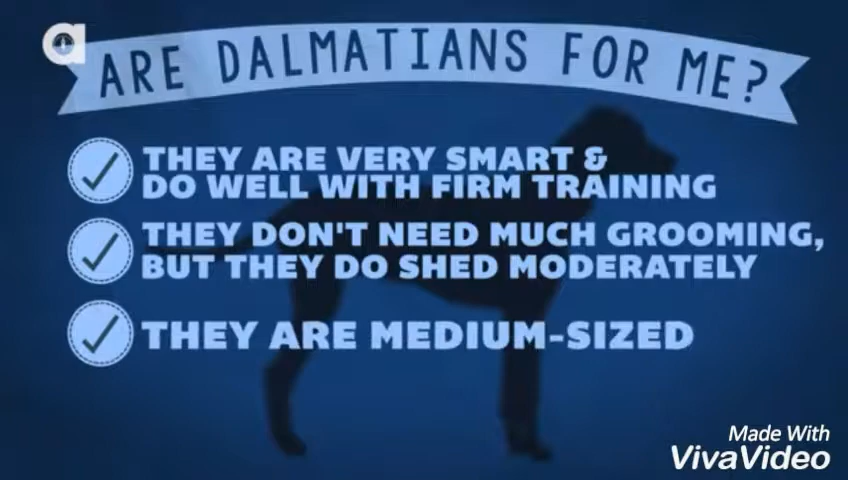 a
ARE DALMATIANS FOR ME?
THEY ARE VERY SMART &
DO WELL WITH FIRM TRAINING
THEY DON'T NEED MUCH GROOMING,
BUT THEY DO SHED MODERATELY
THEY ARE MEDIUM-SIZED
Made With
VivaVideo